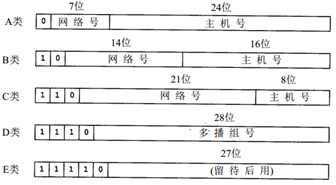 7位 24位
A类 0 网络号 主机号
14位 16位
B类 1 0 网络号 主机号
21位 8位
C类 1 1 0 网络号 主机号
28位
D类 1 1 1 0 多播组号
27位
E类 1 1 1 1 0 (留待后用)